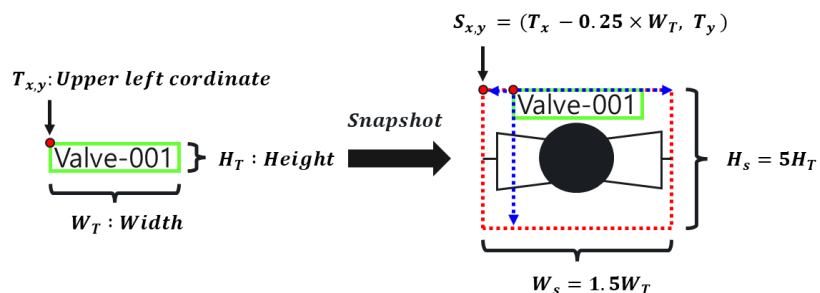 S_{x,y} = (T_x − 0.25 × W_T, T_y)
T_{x,y}: Upper left cordinate
Valve-001
H_T : Height
W_T : Width
Snapshot
Valve-001
H_s = 5H_T
W_s = 1.5W_T